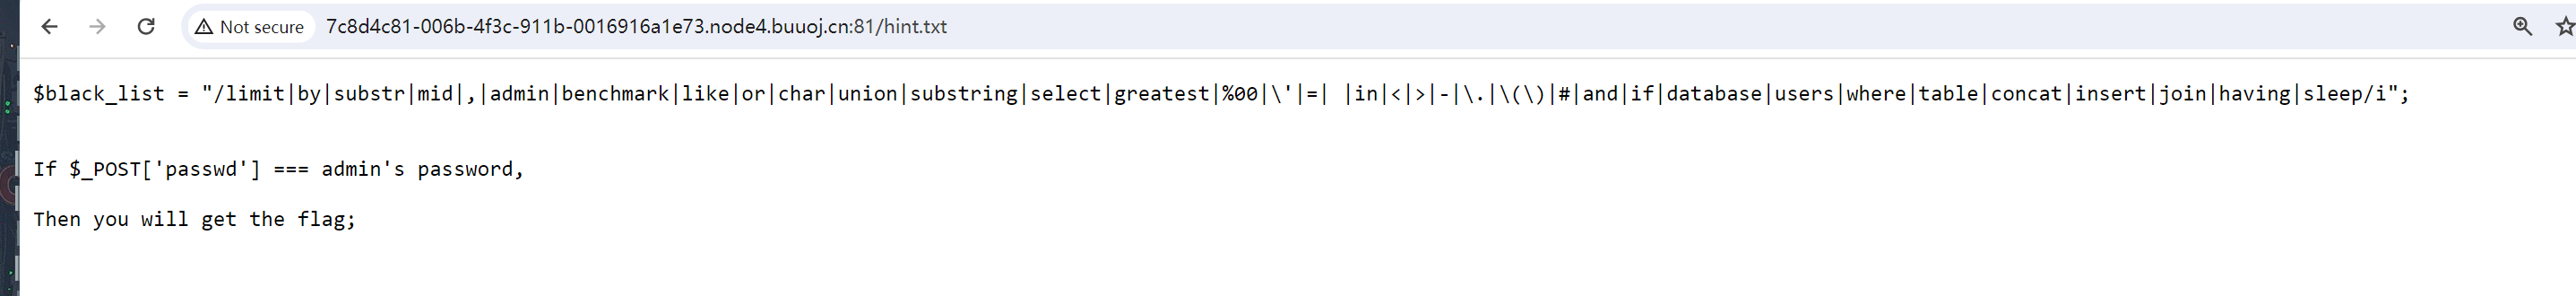 Not secure 7c8d4c81-006b-4f3c-911b-0016916a1e73.node4.buuoj.cn:81/hint.txt
$black_list = "/limit|by|substr|mid|,|admin|benchmark|like|or|char|union|substring|select|greatest|%00|\'|=| |in|<|>|-|\.|\(\)|#|and|if|database|users|where|table|concat|insert|join|having|sleep/i";
If $_POST['passwd'] === admin's password,
Then you will get the flag;